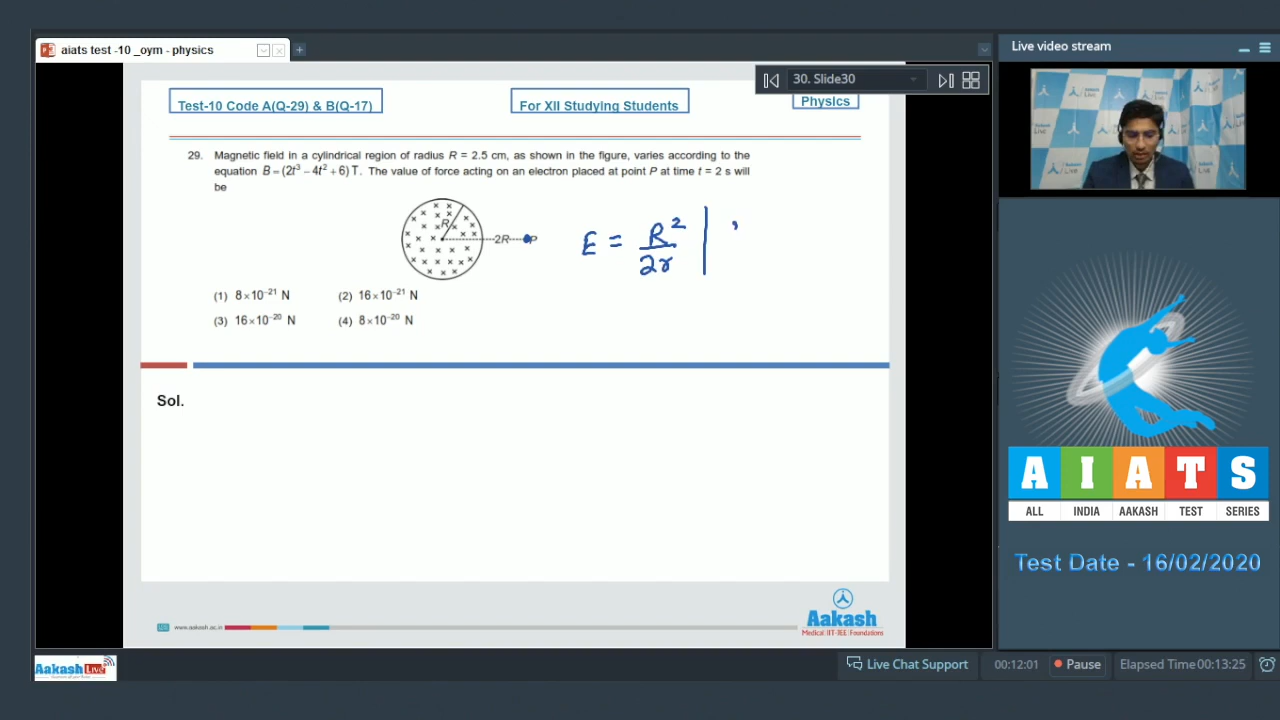 aiats test -10 _oym - physics
Live video stream
30. Slide30
Test-10 Code A(Q-29) & B(Q-17)
For XII Studying Students
Physics
29. Magnetic field in a cylindrical region of radius R = 2.5 cm, as shown in the figure, varies according to the
equation B = (2t³ – 4t² + 6) T. The value of force acting on an electron placed at point P at time t = 2 s will
be
R
2R
P
E = R²/2r |
(1) 8×10⁻²¹ N (2) 16×10⁻²¹ N
(3) 16×10⁻²⁰ N (4) 8×10⁻²⁰ N
Sol.
A I A T S
ALL INDIA AAKASH TEST SERIES
Test Date - 16/02/2020
Aakash
Medical|IIT-JEE|Foundations
www.aakash.ac.in
Aakash Live
Live Chat Support
00:12:01
Pause
Elapsed Time 00:13:25